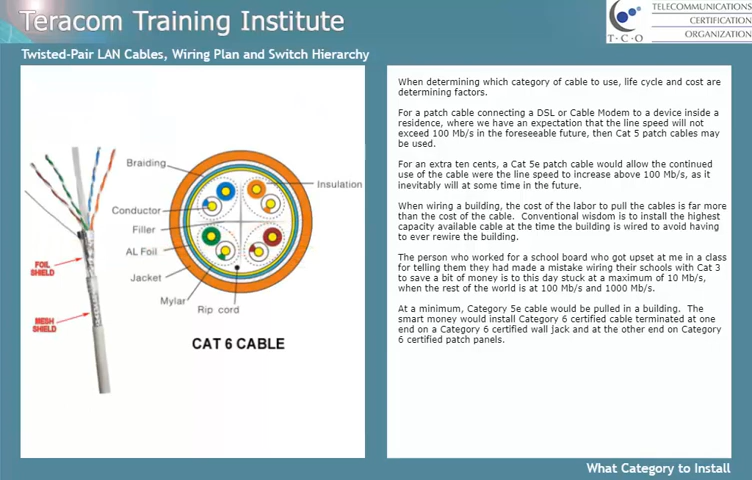 Teracom Training Institute
TELECOMMUNICATIONS
CERTIFICATION
ORGANIZATION
T·C·O
Twisted-Pair LAN Cables, Wiring Plan and Switch Hierarchy
Braiding
Insulation
Conductor
Filler
AL Foil
Jacket
Mylar
Rip cord
FOIL
SHIELD
MESH
SHIELD
CAT 6 CABLE
When determining which category of cable to use, life cycle and cost are
determining factors.
For a patch cable connecting a DSL or Cable Modem to a device inside a
residence, where we have an expectation that the line speed will not
exceed 100 Mb/s in the foreseeable future, then Cat 5 patch cables may
be used.
For an extra ten cents, a Cat 5e patch cable would allow the continued
use of the cable were the line speed to increase above 100 Mb/s, as it
inevitably will at some time in the future.
When wiring a building, the cost of the labor to pull the cables is far more
than the cost of the cable.  Conventional wisdom is to install the highest
capacity available cable at the time the building is wired to avoid having
to ever rewire the building.
The person who worked for a school board who got upset at me in a class
for telling them they had made a mistake wiring their schools with Cat 3
to save a bit of money is to this day stuck at a maximum of 10 Mb/s,
when the rest of the world is at 100 Mb/s and 1000 Mb/s.
At a minimum, Category 5e cable would be pulled in a building.  The
smart money would install Category 6 certified cable terminated at one
end on a Category 6 certified wall jack and at the other end on Category
6 certified patch panels.
What Category to Install